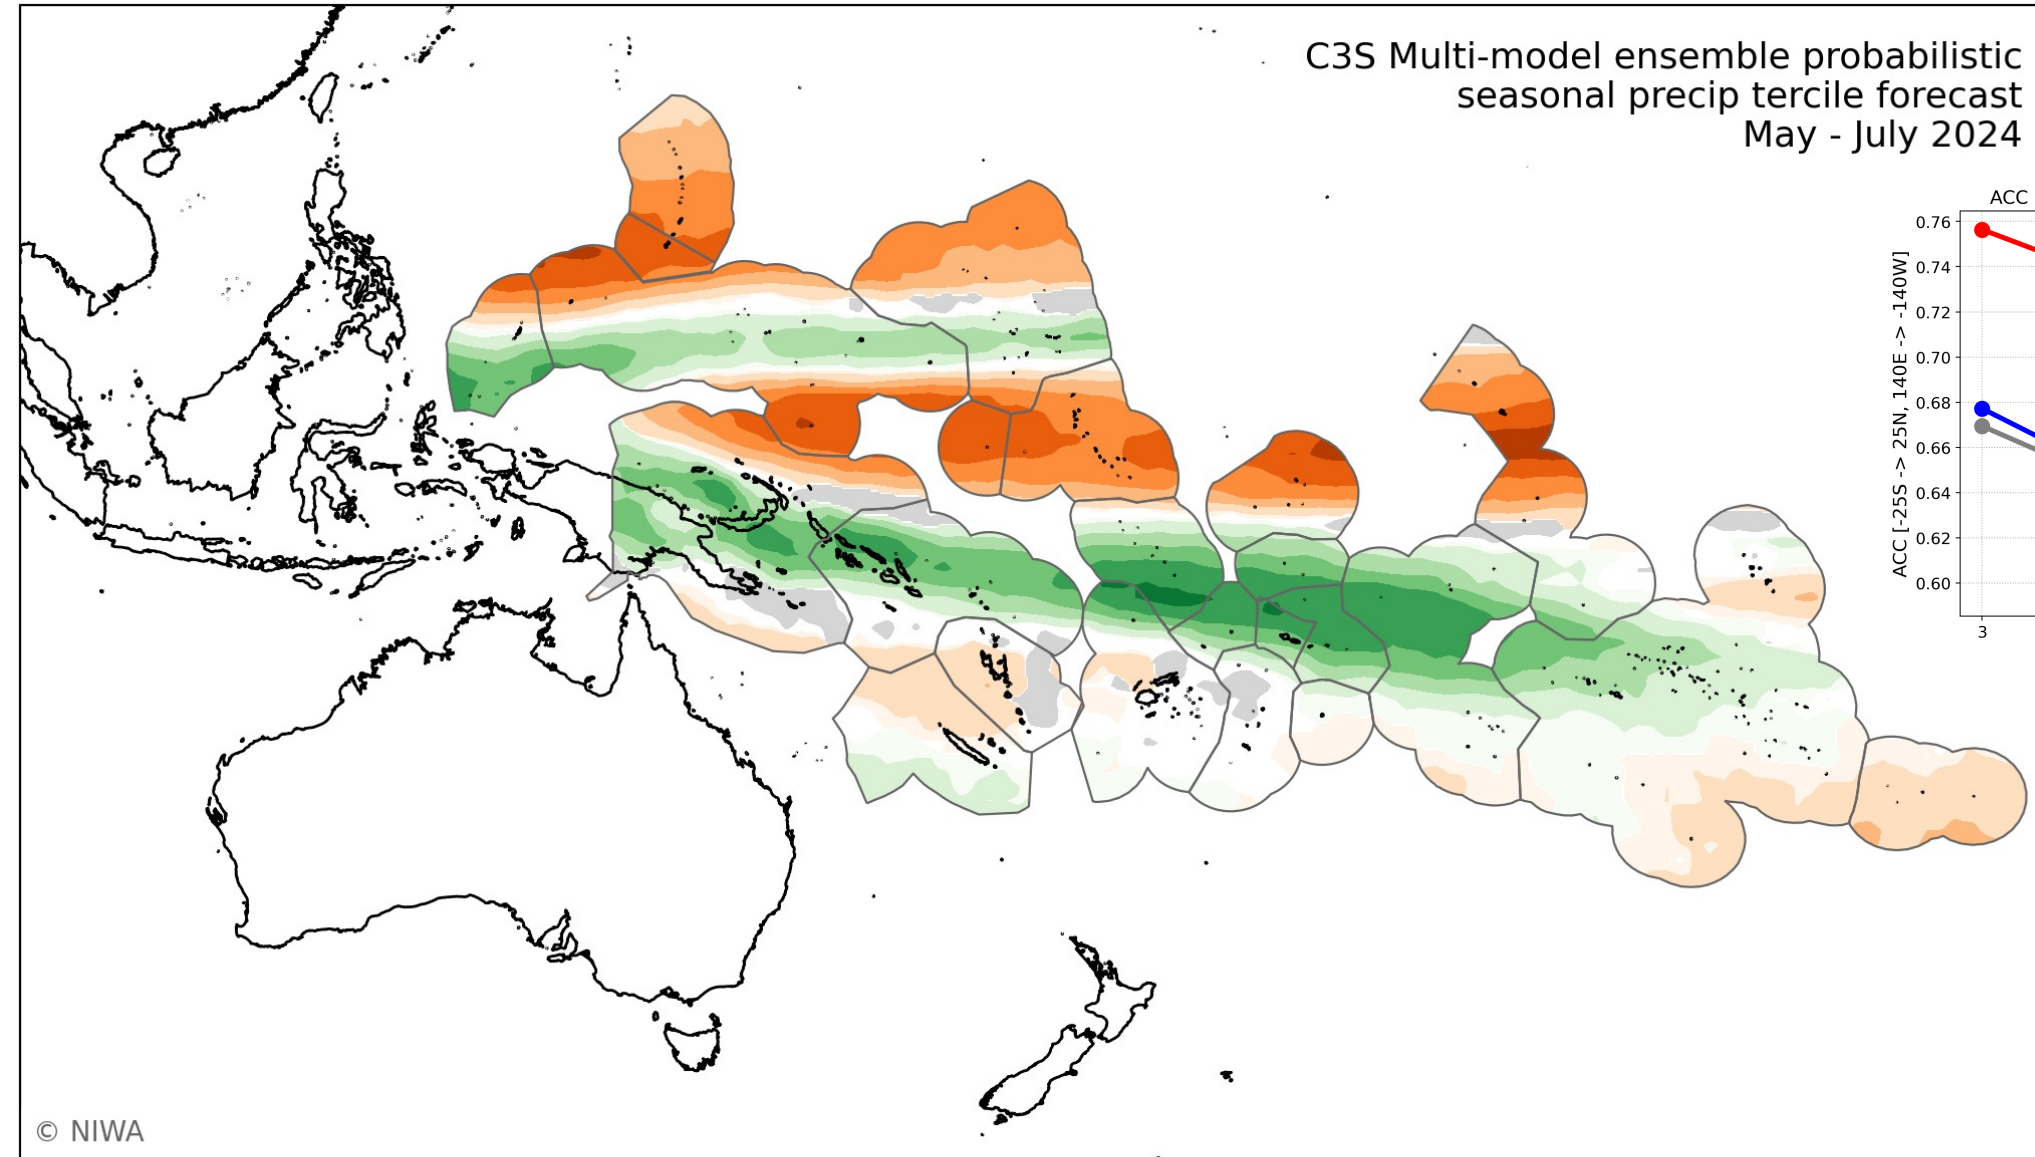 C3S Multi-model ensemble probabilistic
seasonal precip tercile forecast
May - July 2024
ACC
0.76
0.74
0.72
0.70
0.68
0.66
0.64
0.62
0.60
ACC [-25S -> 25N, 140E -> -140W]
3
© NIWA